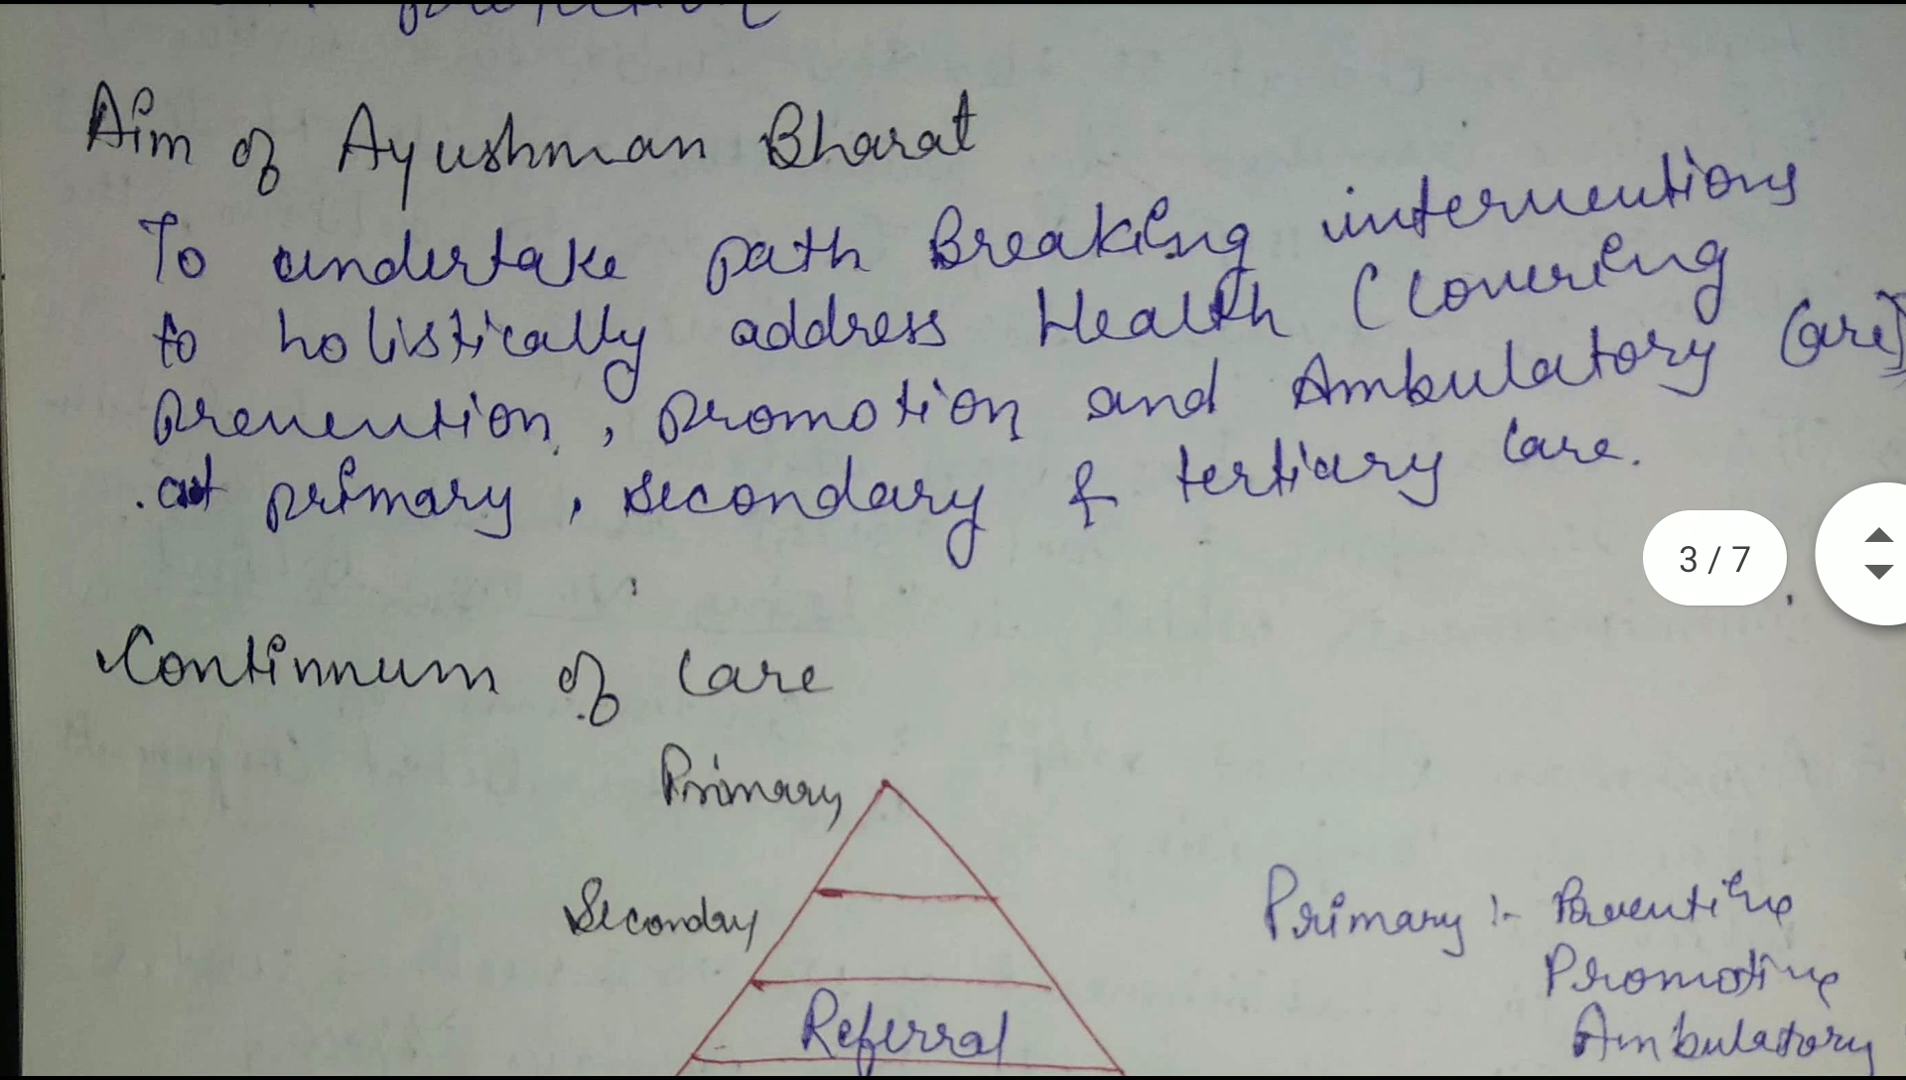 Aim of Ayushman Bharat
To undertake path Breaking interventions
to holistically address Health (Covering
prevention, promotion and Ambulatory Care)
at primary, secondary & tertiary Care.
3 / 7
Continnum of Care
Primary
Secondary
Primary :- Preventive
Promotive
Referral
Ambulatory